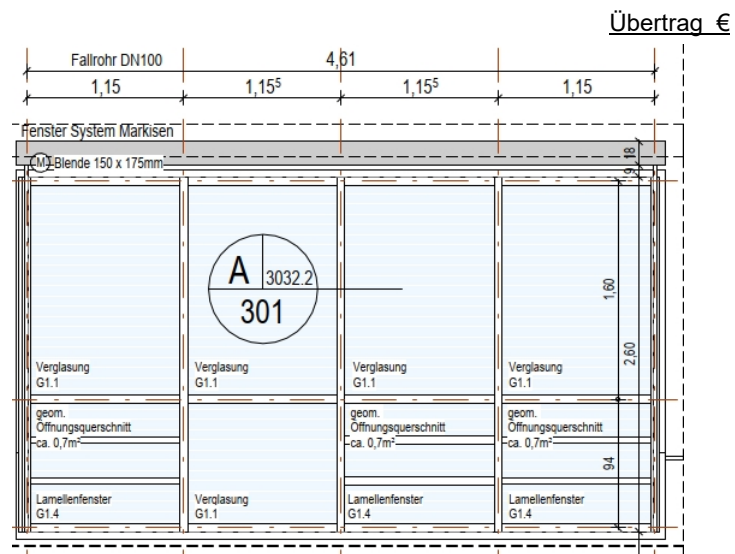 Übertrag €
Fallrohr DN100
4,61
1,15
1,15⁵
1,15⁵
1,15
Fenster System Markisen
M Blende 150 x 175mm
18
9
A 3032.2
301
1,60
2,60
Verglasung
G1.1
Verglasung
G1.1
Verglasung
G1.1
Verglasung
G1.1
geom.
Öffnungsquerschnitt
ca. 0,7m²
geom.
Öffnungsquerschnitt
ca. 0,7m²
geom.
Öffnungsquerschnitt
ca. 0,7m²
94
Lamellenfenster
G1.4
Verglasung
G1.1
Lamellenfenster
G1.4
Lamellenfenster
G1.4